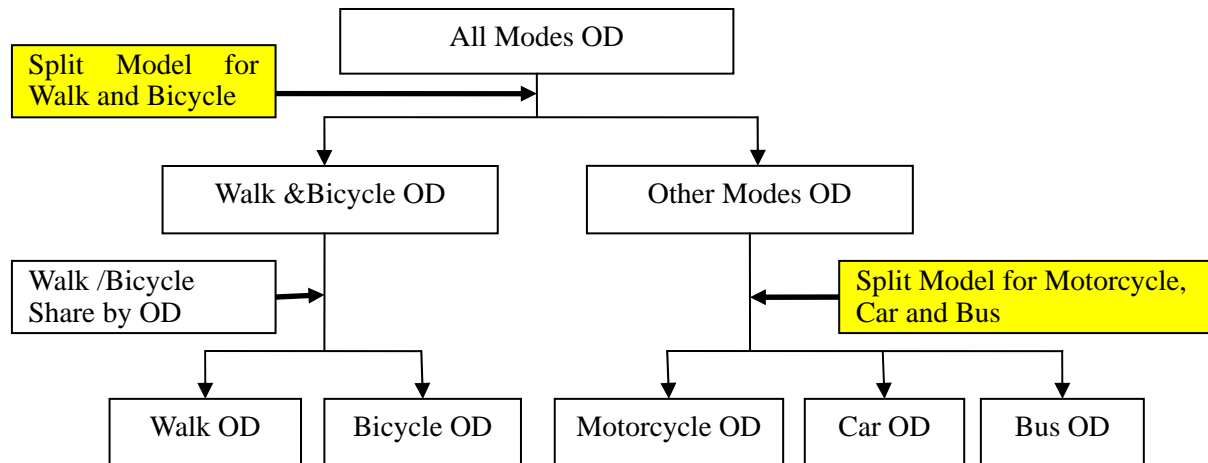 All Modes OD
Split Model for
Walk and Bicycle
Walk &Bicycle OD
Other Modes OD
Walk /Bicycle
Share by OD
Split Model for Motorcycle,
Car and Bus
Walk OD
Bicycle OD
Motorcycle OD
Car OD
Bus OD